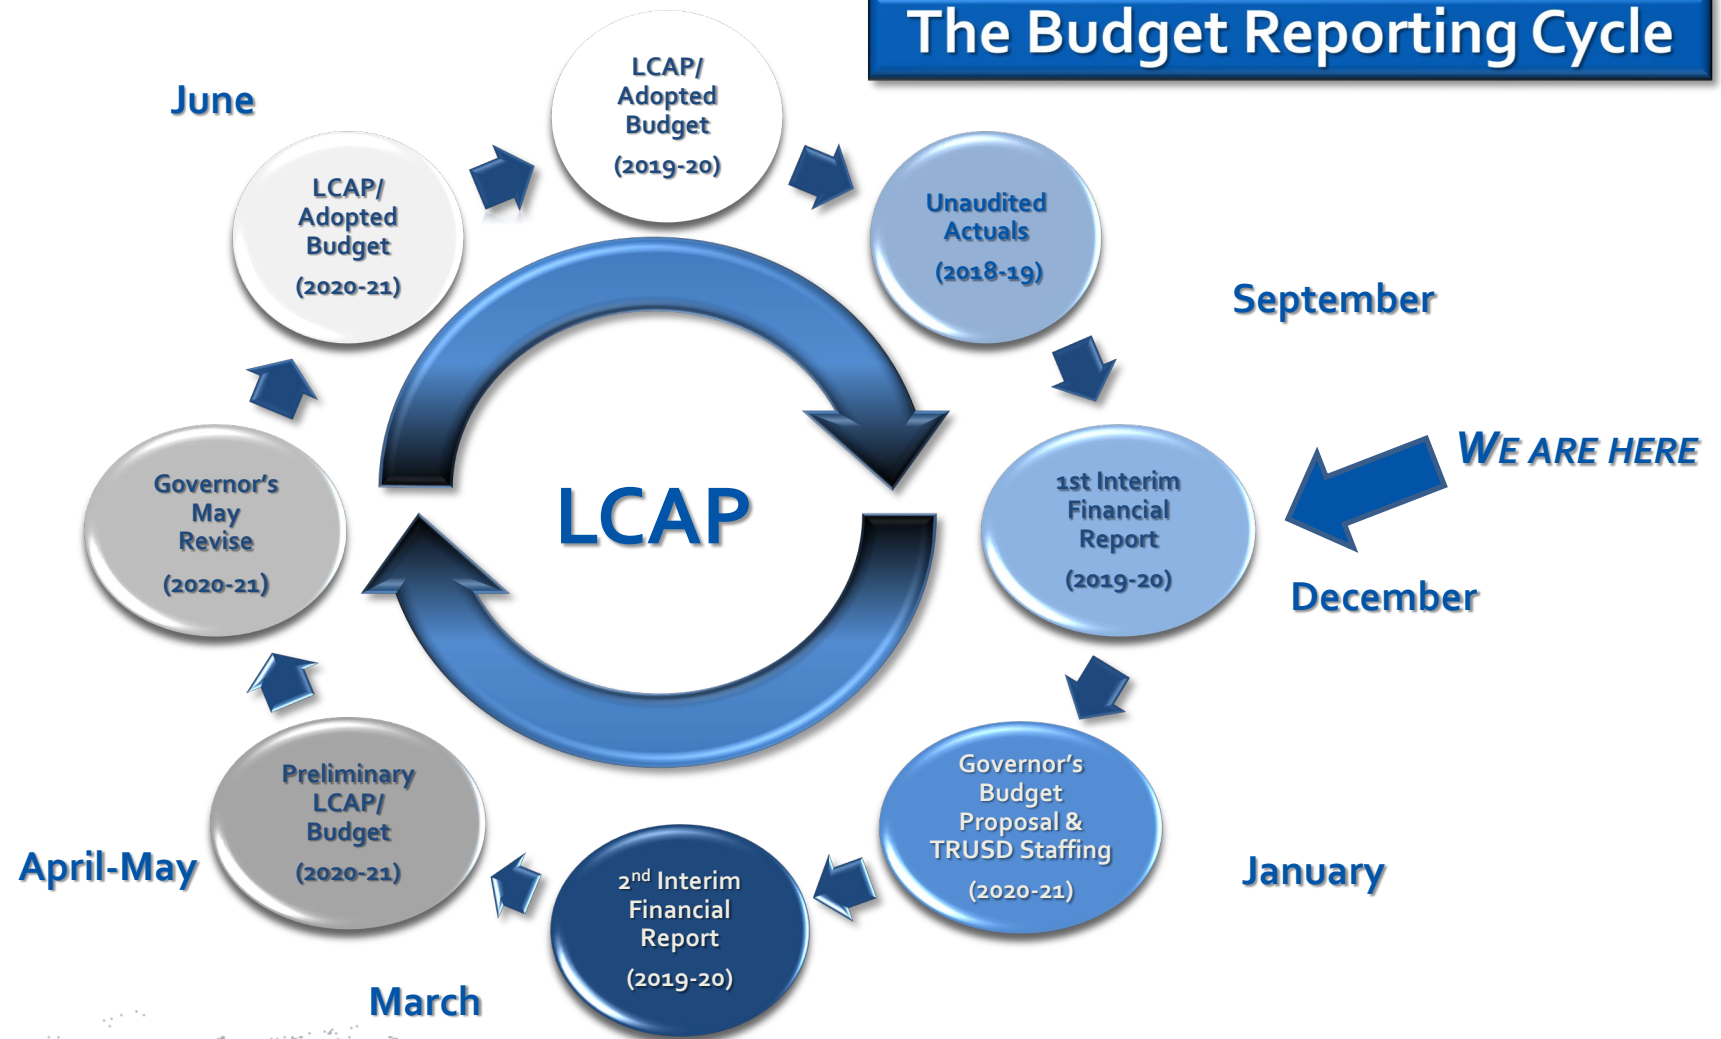 The Budget Reporting Cycle
LCAP/
Adopted
Budget
(2019-20)
Unaudited
Actuals
(2018-19)
September
1st Interim
Financial
Report
(2019-20)
WE ARE HERE
December
Governor's
Budget
Proposal &
TRUSD Staffing
(2020-21)
January
2nd Interim
Financial
Report
(2019-20)
March
Preliminary
LCAP/
Budget
(2020-21)
April-May
Governor's
May
Revise
(2020-21)
LCAP/
Adopted
Budget
(2020-21)
June
LCAP